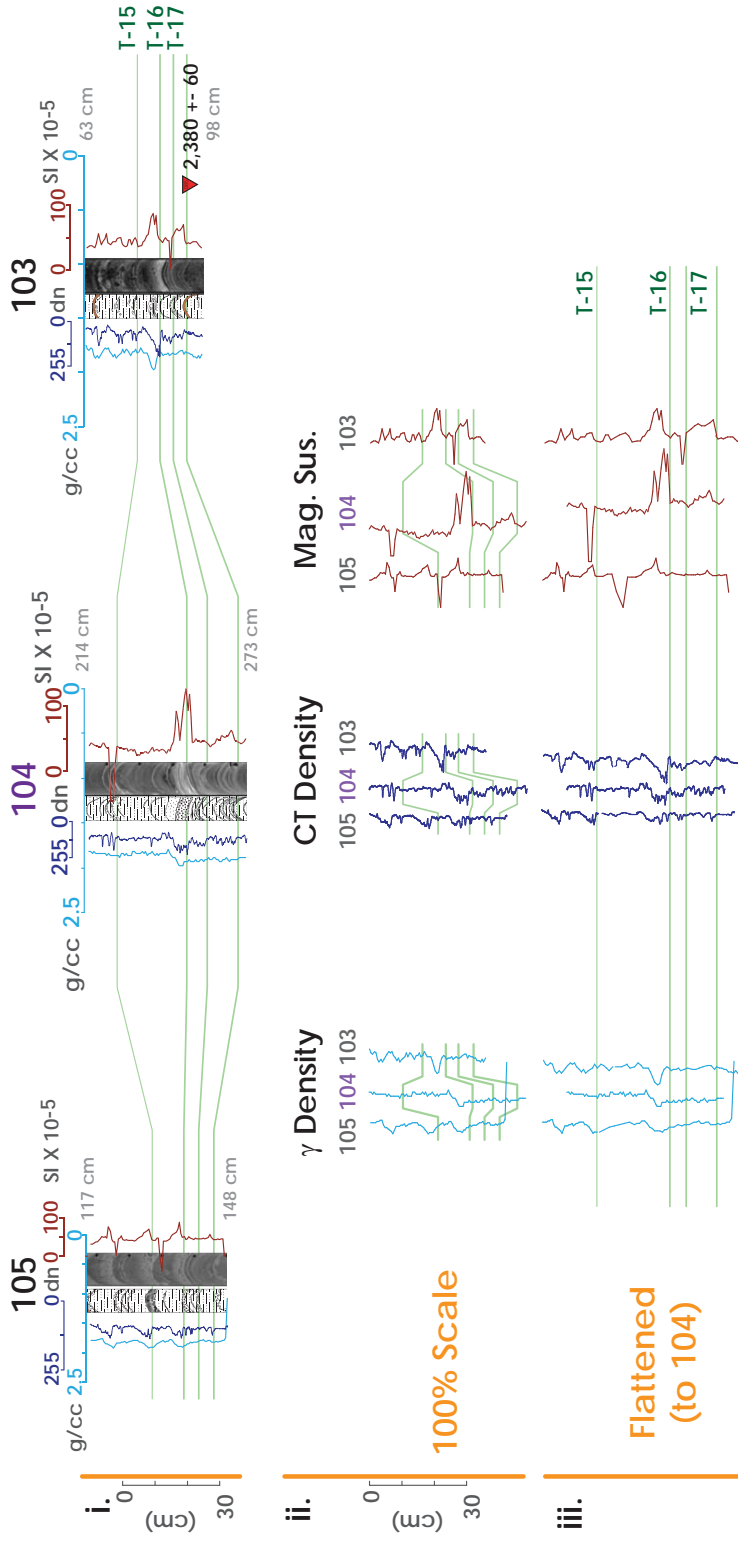 i.
0
30
(cm)
105
g/cc 2.5
255
0 dn
0
100
0
SI X 10-5
117 cm
148 cm
104
g/cc 2.5
255
0 dn
0
100
0
SI X 10-5
214 cm
273 cm
103
g/cc 2.5
255
0 dn
0
100
0
SI X 10-5
63 cm
98 cm
2,380 +- 60
T-15
T-16
T-17
ii.
0
30
(cm)
100% Scale
γ Density
105 104 103
CT Density
105 104 103
Mag. Sus.
105 104 103
iii.
Flattened
(to 104)
T-15
T-16
T-17